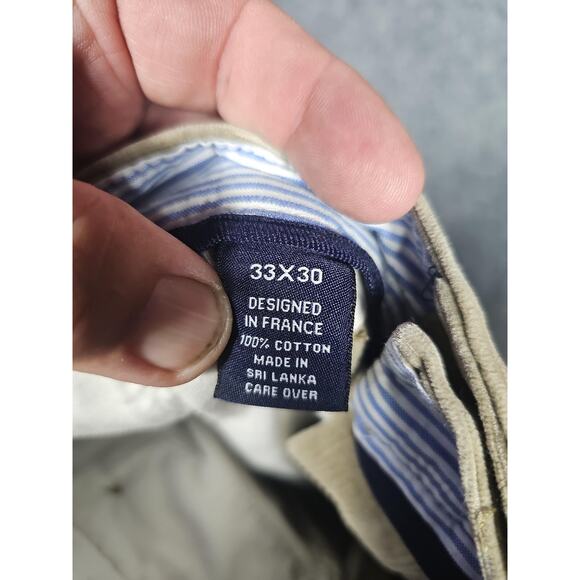 33X30
DESIGNED
IN FRANCE
100% COTTON
MADE IN
SRI LANKA
CARE OVER